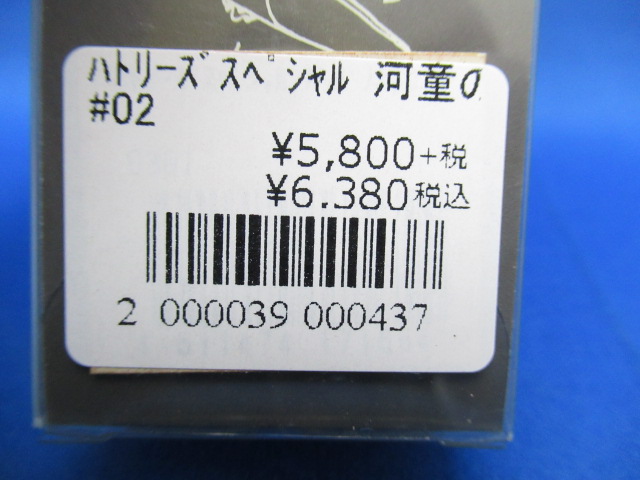 ﾊﾄﾘｰｽﾞｽﾍﾟｼｬﾙ 河童の
#02
¥5,800+税
¥6.380税込
2 000039 000437